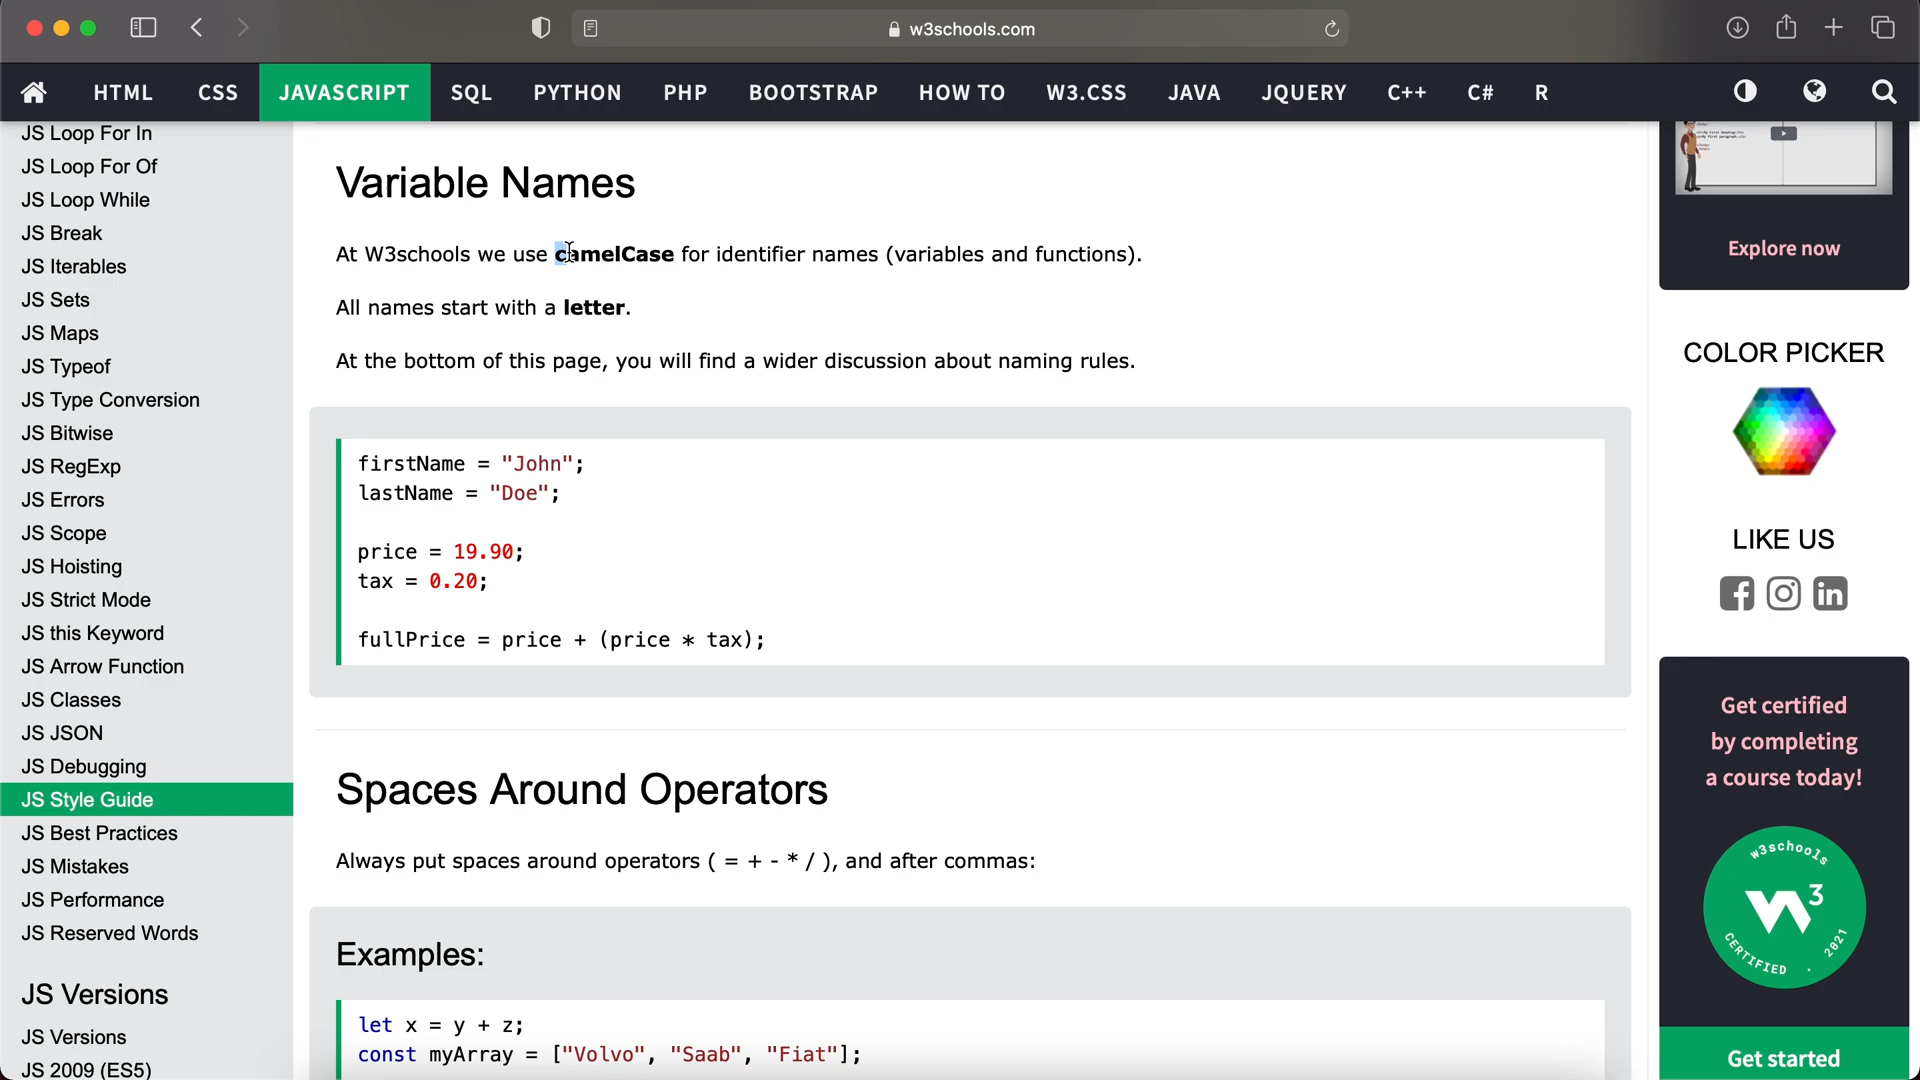 w3schools.com
HTML CSS JAVASCRIPT SQL PYTHON PHP BOOTSTRAP HOW TO W3.CSS JAVA JQUERY C++ C# R
JS Loop For In
JS Loop For Of
JS Loop While
JS Break
JS Iterables
JS Sets
JS Maps
JS Typeof
JS Type Conversion
JS Bitwise
JS RegExp
JS Errors
JS Scope
JS Hoisting
JS Strict Mode
JS this Keyword
JS Arrow Function
JS Classes
JS JSON
JS Debugging
JS Style Guide
JS Best Practices
JS Mistakes
JS Performance
JS Reserved Words
JS Versions
JS Versions
JS 2009 (ES5)
Variable Names
At W3schools we use camelCase for identifier names (variables and functions).
All names start with a letter.
At the bottom of this page, you will find a wider discussion about naming rules.
firstName = "John";
lastName = "Doe";
price = 19.90;
tax = 0.20;
fullPrice = price + (price * tax);
Spaces Around Operators
Always put spaces around operators ( = + - * / ), and after commas:
Examples:
let x = y + z;
const myArray = ["Volvo", "Saab", "Fiat"];
Explore now
COLOR PICKER
LIKE US
Get certified
by completing
a course today!
w3schools
W3
CERTIFIED . 2021
Get started